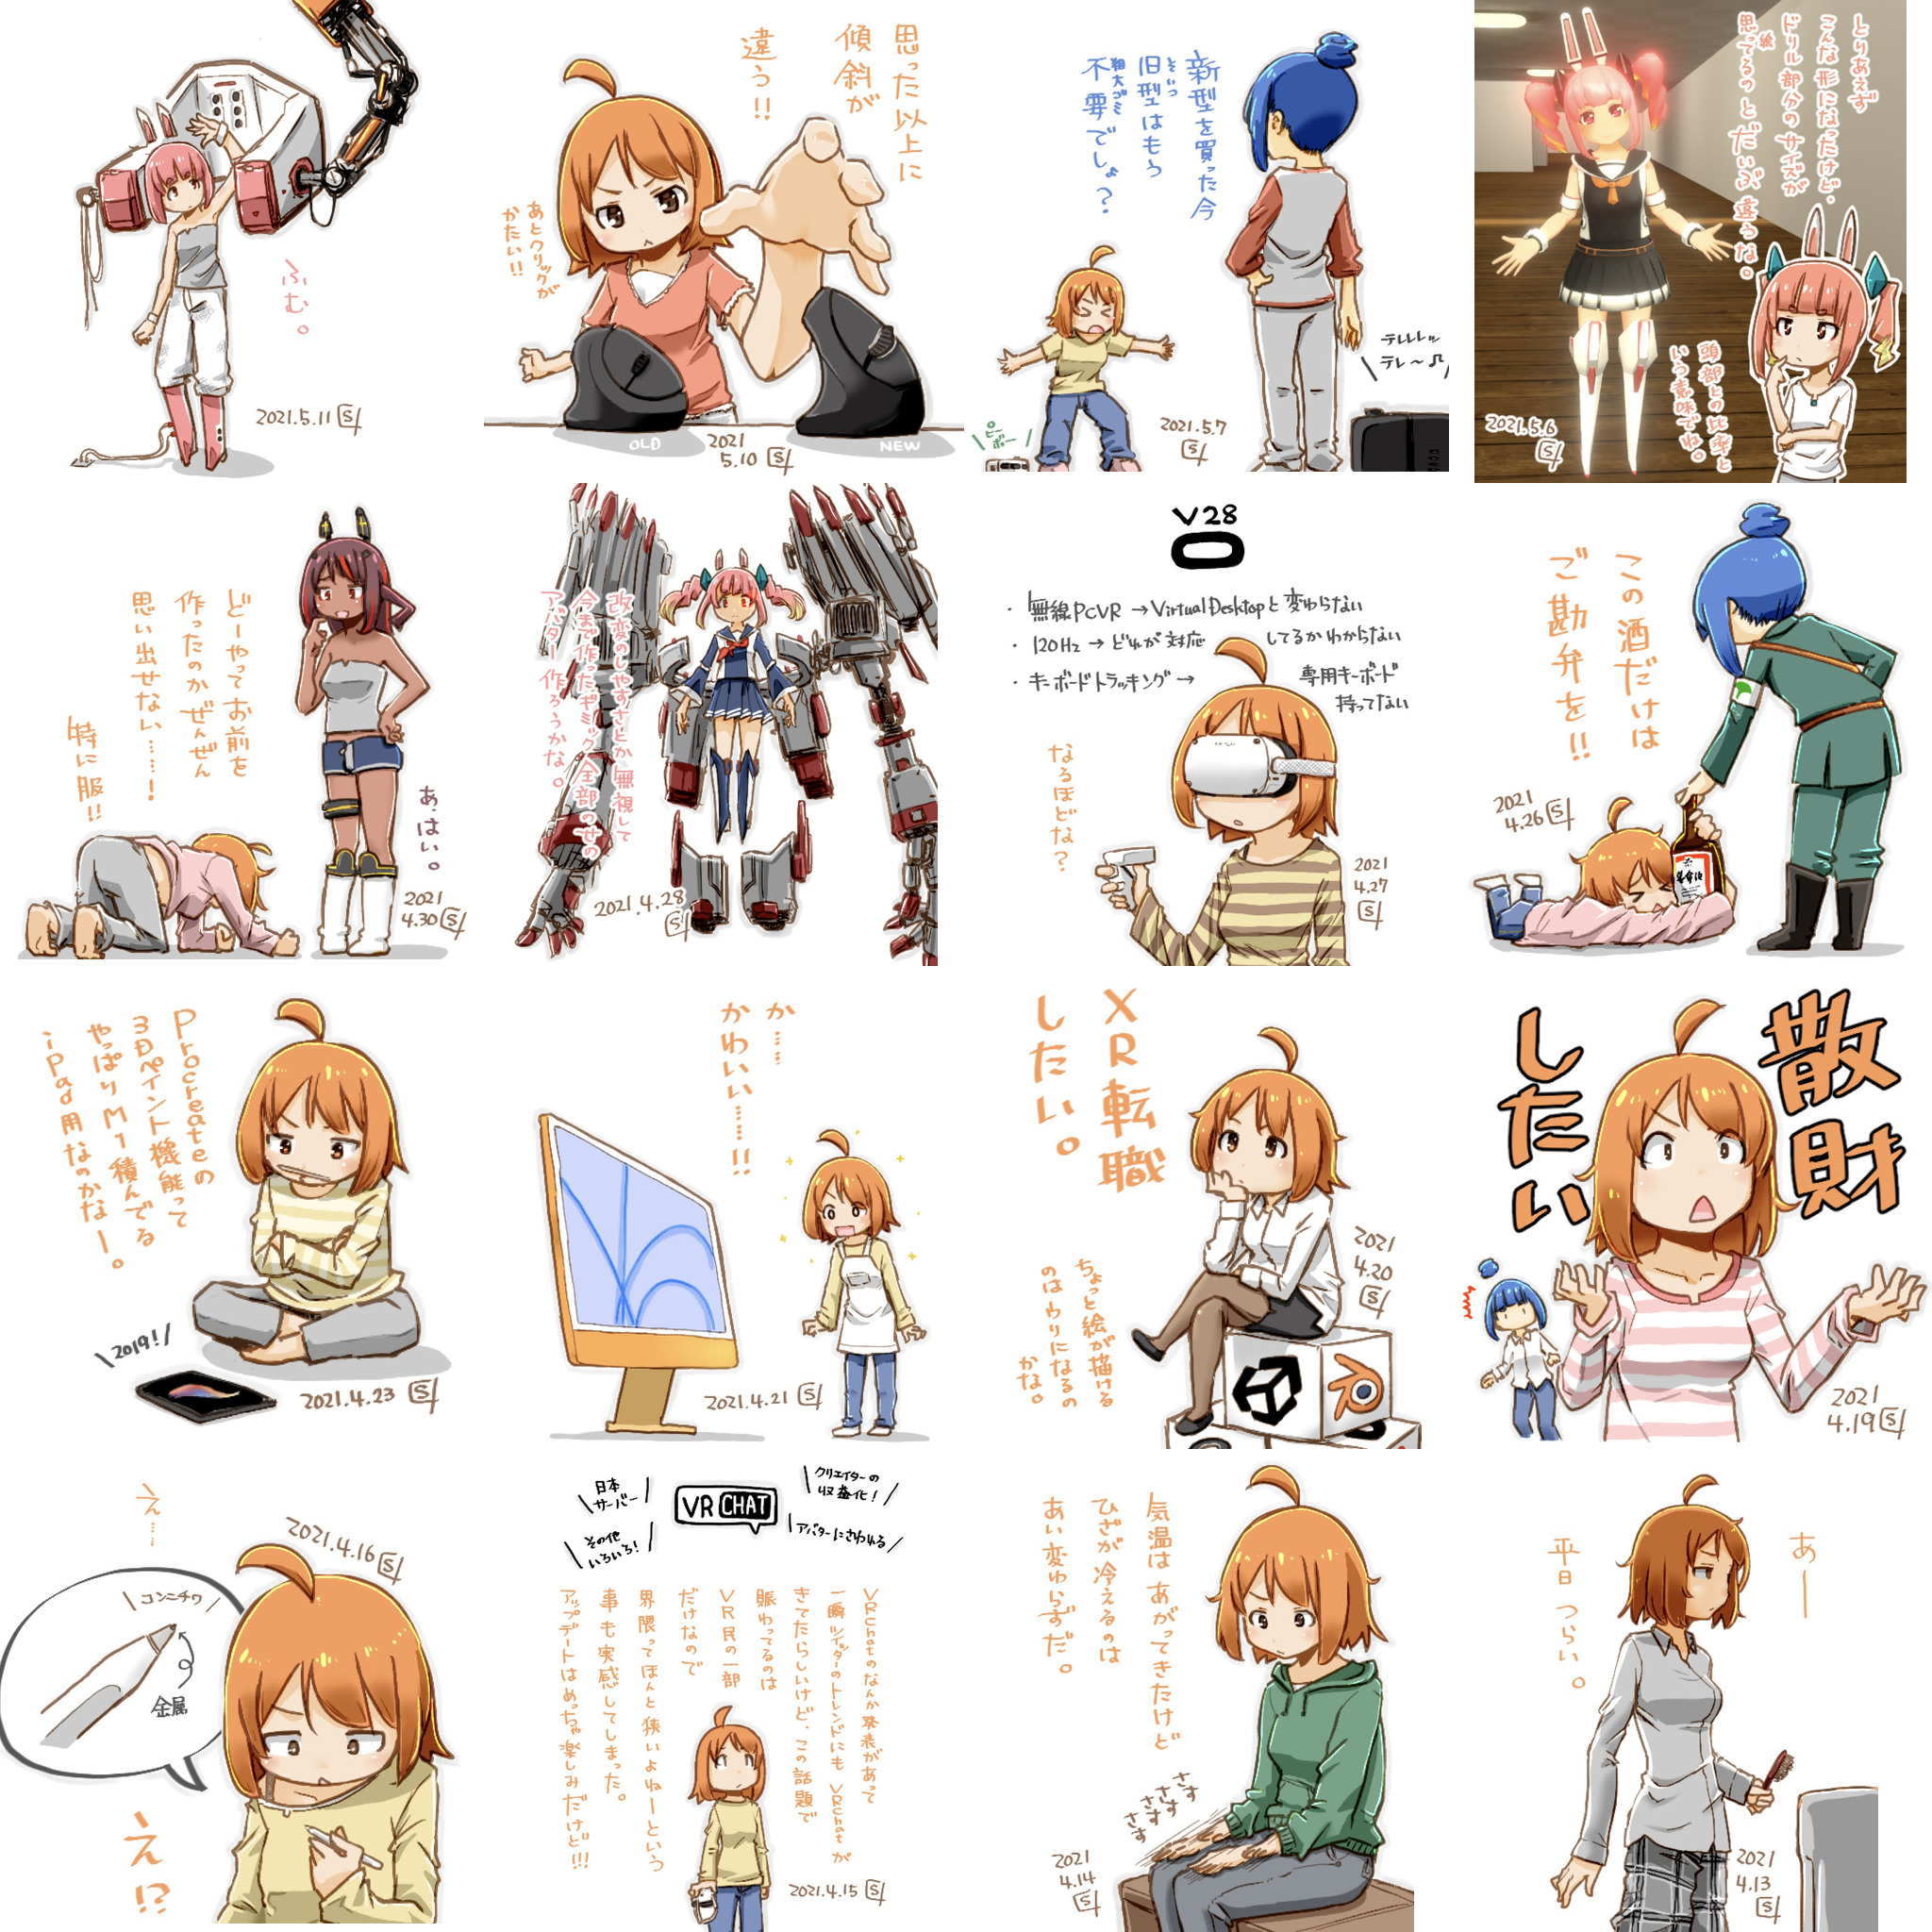 ふむ。
2021.5.11
思った以上に
傾斜が
違う!!
あとクリックが
かたい!!
OLD
NEW
2021
5.10
新型を買った今
旧型はもう
そいつ
不要でしょ?
粗大ゴミ
テレレレッ
テレ〜♫
ピー
ボー
2021.5.7
とりあえず
こんな形になったけど、
ドリル部分のサイズが
絵
思ってるのとだいぶ違うな。
頭部との比率と
いう意味でね。
2021.5.6
どーやってお前を
作ったのかぜんぜん
思い出せない……!
特に服!!
あ、はい。
2021
4.30
改変のしやすさとか無視して
今まで作ったギミック全部のせの
アバター作ろうかな。
2021.4.28
V28
・無線PCVR→Virtual Desktopと変わらない
・120Hz→どれが対応してるかわからない
・キーボードトラッキング→専用キーボード
持ってない
なるほどな?
2021
4.27
この酒だけは
ご勘弁を!!
2021
4.26
Procreateの
3Dペイント機能って
やっぱりM1積んでる
iPad用なのかなー。
2019!
2021.4.23
か……
かわいい……!!
2021.4.21
XR転職
したい。
ちょっと絵が描ける
のはウリになるの
かな。
2021
4.20
散財
したい
2021
4.19
え……
コンニチワ
金属
え!?
2021.4.16
日本
サーバー
その他
いろいろ!
VRCHAT
クリエイターの
収益化!
アバターにさわれる
VRChatのなんか発表があって
一瞬ツイッターのトレンドにもVRChatが
きてたらしいけど、この話題で
賑わってるのは
VR民の一部
だけなので
界隈ってほんと狭いよねーという
事も実感してしまった。
アップデートはめっちゃ楽しみだけど!!!
2021.4.15
気温はあがってきたけど
ひざが冷えるのは
あい変わらずだ。
さす
さす
さす
さす
2021
4.14
あー
平日つらい。
2021
4.13